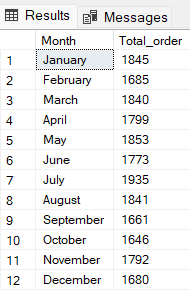 Results Messages
Month Total_order
1 January 1845
2 February 1685
3 March 1840
4 April 1799
5 May 1853
6 June 1773
7 July 1935
8 August 1841
9 September 1661
10 October 1646
11 November 1792
12 December 1680